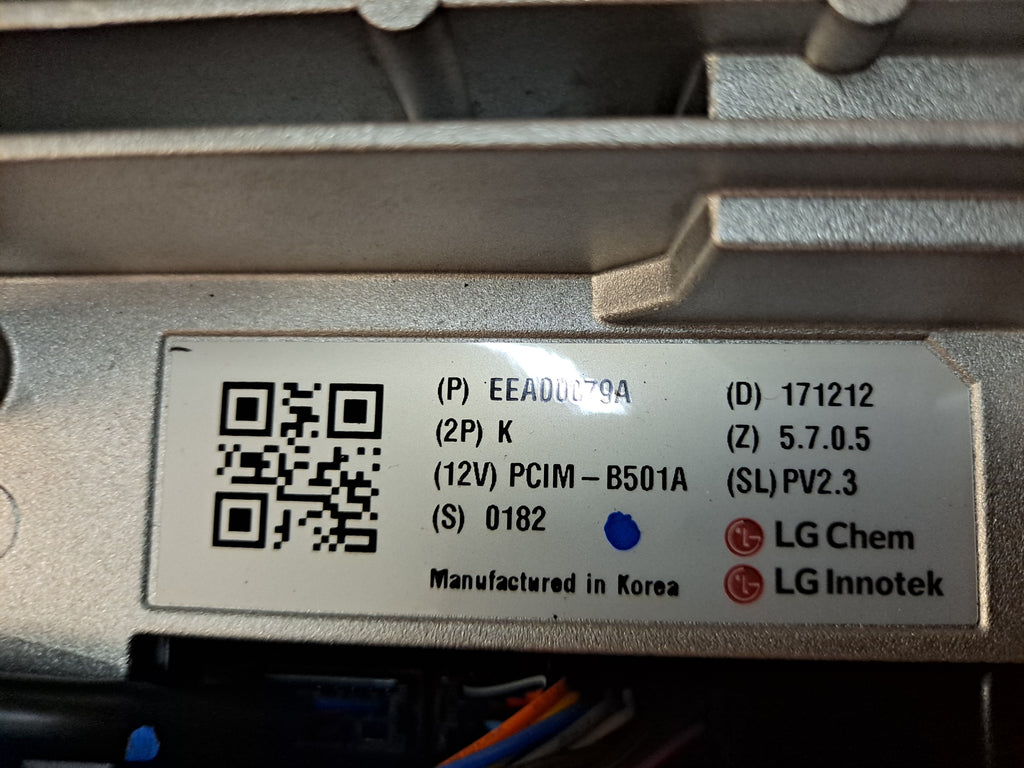 (P)
(2P) K
(12V) PCIM-B501A
(S) 0182
Manufactured in Korea
(D) 171212
(Z) 5.7.0.5
(SL) PV2.3
LG Chem
LG Innotek